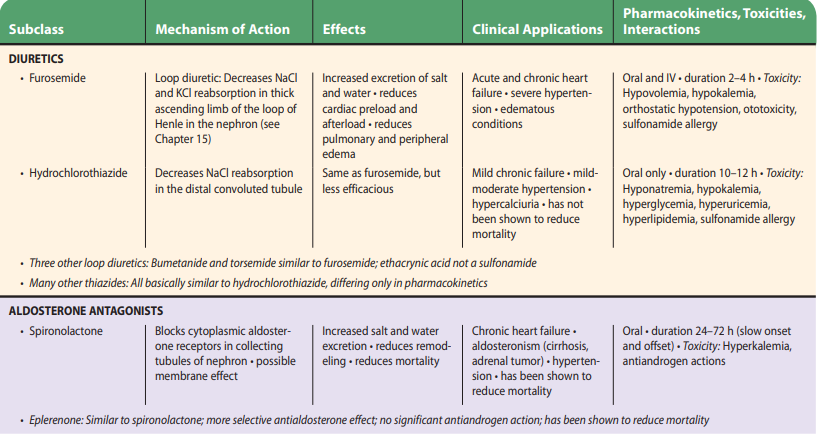 Subclass
Mechanism of Action
Effects
Clinical Applications
Pharmacokinetics, Toxicities,
Interactions
DIURETICS
• Furosemide
Loop diuretic: Decreases NaCl
and KCl reabsorption in thick
ascending limb of the loop of
Henle in the nephron (see
Chapter 15)
Increased excretion of salt
and water • reduces
cardiac preload and
afterload • reduces
pulmonary and peripheral
edema
Acute and chronic heart
failure • severe hyperten-
sion • edematous
conditions
Oral and IV • duration 2–4 h • Toxicity:
Hypovolemia, hypokalemia,
orthostatic hypotension, ototoxicity,
sulfonamide allergy
• Hydrochlorothiazide
Decreases NaCl reabsorption
in the distal convoluted tubule
Same as furosemide, but
less efficacious
Mild chronic failure • mild-
moderate hypertension •
hypercalciuria • has not
been shown to reduce
mortality
Oral only • duration 10–12 h • Toxicity:
Hyponatremia, hypokalemia,
hyperglycemia, hyperuricemia,
hyperlipidemia, sulfonamide allergy
• Three other loop diuretics: Bumetanide and torsemide similar to furosemide; ethacrynic acid not a sulfonamide
• Many other thiazides: All basically similar to hydrochlorothiazide, differing only in pharmacokinetics
ALDOSTERONE ANTAGONISTS
• Spironolactone
Blocks cytoplasmic aldoster-
one receptors in collecting
tubules of nephron • possible
membrane effect
Increased salt and water
excretion • reduces remod-
eling • reduces mortality
Chronic heart failure •
aldosteronism (cirrhosis,
adrenal tumor) • hyperten-
sion • has been shown to
reduce mortality
Oral • duration 24–72 h (slow onset
and offset) • Toxicity: Hyperkalemia,
antiandrogen actions
• Eplerenone: Similar to spironolactone; more selective antialdosterone effect; no significant antiandrogen action; has been shown to reduce mortality